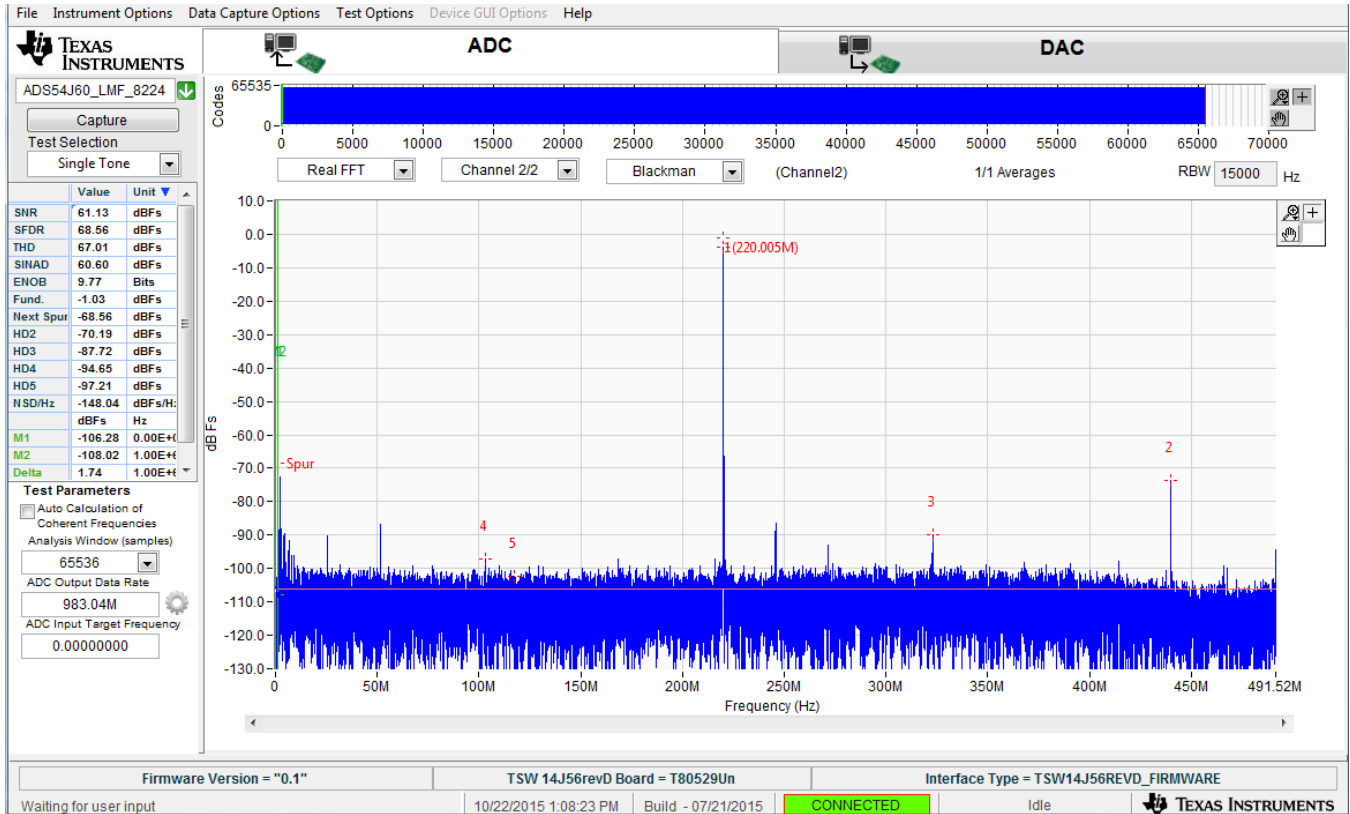 File Instrument Options Data Capture Options Test Options Device GUI Options Help
TEXAS INSTRUMENTS
ADC
DAC
ADS54J60_LMF_8224
Capture
Test Selection
Single Tone
Value Unit
SNR 61.13 dBFs
SFDR 68.56 dBFs
THD 67.01 dBFs
SINAD 60.60 dBFs
ENOB 9.77 Bits
Fund. -1.03 dBFs
Next Spur -68.56 dBFs
HD2 -70.19 dBFs
HD3 -87.72 dBFs
HD4 -94.65 dBFs
HD5 -97.21 dBFs
NSD/Hz -148.04 dBFs/H
dBFs Hz
M1 -106.28 0.00E+
M2 -108.02 1.00E+
Delta 1.74 1.00E+
Test Parameters
Auto Calculation of
Coherent Frequencies
Analysis Window (samples)
65536
ADC Output Data Rate
983.04M
ADC Input Target Frequency
0.00000000
Codes
65535
0
0 5000 10000 15000 20000 25000 30000 35000 40000 45000 50000 55000 60000 65000 70000
Real FFT Channel 2/2 Blackman (Channel2) 1/1 Averages RBW 15000 Hz
dB Fs
10.0
0.0
-10.0
-20.0
-30.0
-40.0
-50.0
-60.0
-70.0
-80.0
-90.0
-100.0
-110.0
-120.0
-130.0
1(220.005M)
2
Spur
2
3
4
5
0 50M 100M 150M 200M 250M 300M 350M 400M 450M 491.52M
Frequency (Hz)
Firmware Version = "0.1" TSW 14J56revD Board = T80529Un Interface Type = TSW14J56REVD_FIRMWARE
Waiting for user input 10/22/2015 1:08:23 PM Build - 07/21/2015 CONNECTED Idle TEXAS INSTRUMENTS